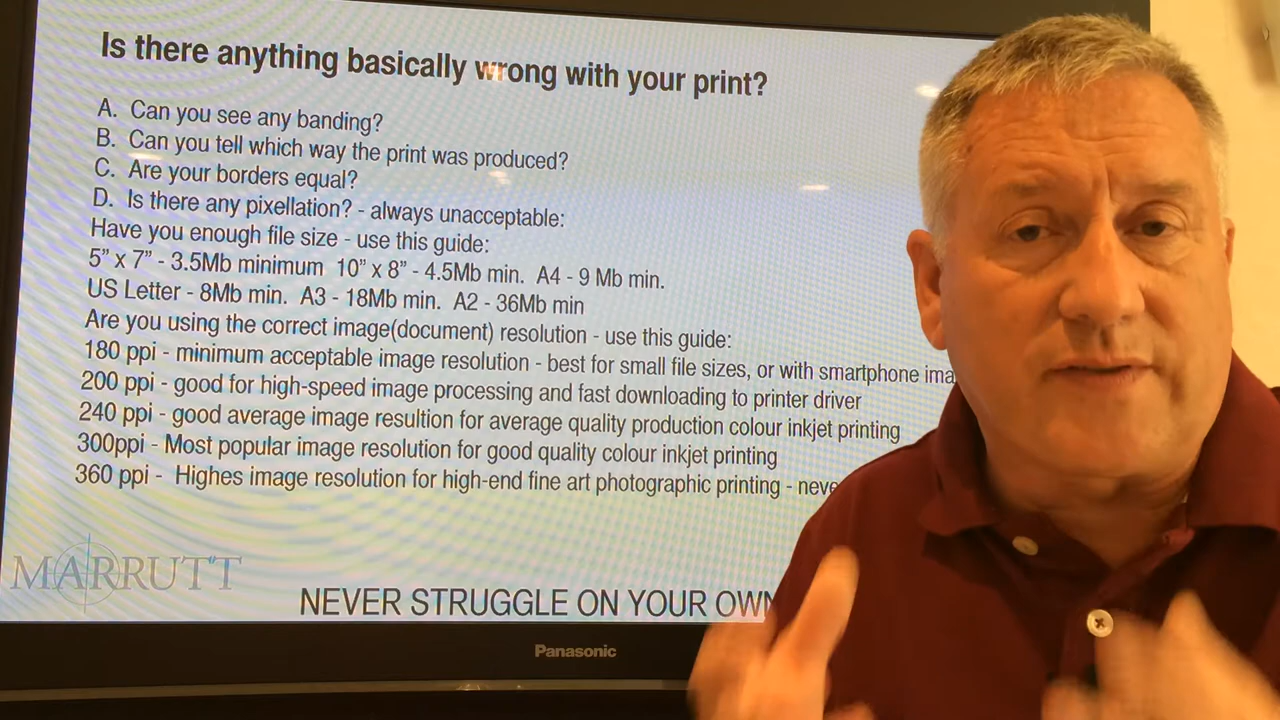 Is there anything basically wrong with your print?
A. Can you see any banding?
B. Can you tell which way the print was produced?
C. Are your borders equal?
D. Is there any pixellation? - always unacceptable:
Have you enough file size - use this guide:
5” x 7” - 3.5Mb minimum 10” x 8” - 4.5Mb min. A4 - 9 Mb min.
US Letter - 8Mb min. A3 - 18Mb min. A2 - 36Mb min
Are you using the correct image(document) resolution - use this guide:
180 ppi - minimum acceptable image resolution - best for small file sizes, or with smartphone ima
200 ppi - good for high-speed image processing and fast downloading to printer driver
240 ppi - good average image resultion for average quality production colour inkjet printing
300ppi - Most popular image resolution for good quality colour inkjet printing
360 ppi - Highes image resolution for high-end fine art photographic printing - neve
MARRUTT
NEVER STRUGGLE ON YOUR OWN
Panasonic